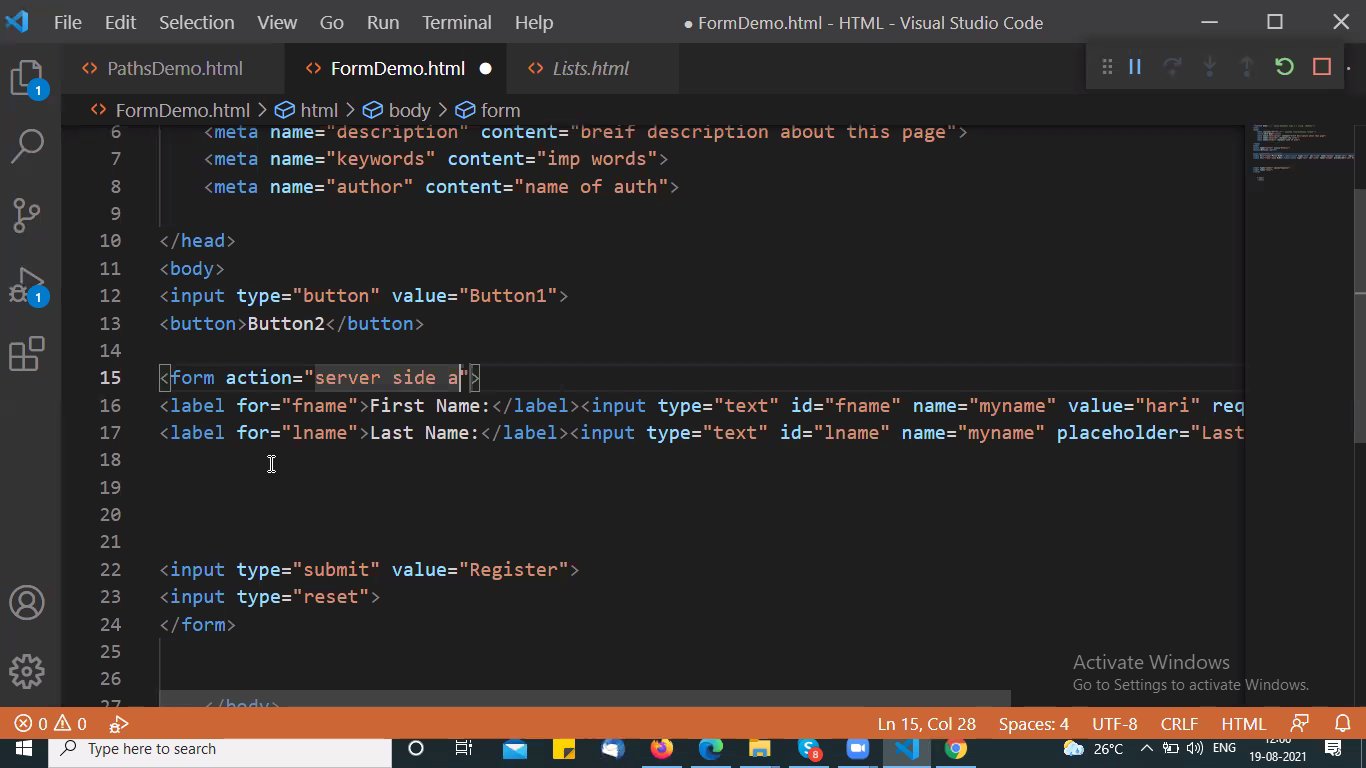 File Edit Selection View Go Run Terminal Help ● FormDemo.html - HTML - Visual Studio Code
PathsDemo.html FormDemo.html ● Lists.html
FormDemo.html > html > body > form
6 <meta name="description" content="breif description about this page">
7 <meta name="keywords" content="imp words">
8 <meta name="author" content="name of auth">
9
10 </head>
11 <body>
12 <input type="button" value="Button1">
13 <button>Button2</button>
14
15 <form action="server side a">
16 <label for="fname">First Name:</label><input type="text" id="fname" name="myname" value="hari" req
17 <label for="lname">Last Name:</label><input type="text" id="lname" name="myname" placeholder="Last
18
19
20
21
22 <input type="submit" value="Register">
23 <input type="reset">
24 </form>
25
26
27 </body>
1
1
Activate Windows
Go to Settings to activate Windows.
0 0 Ln 15, Col 28 Spaces: 4 UTF-8 CRLF HTML
Type here to search 8 26°C ENG
19-08-2021